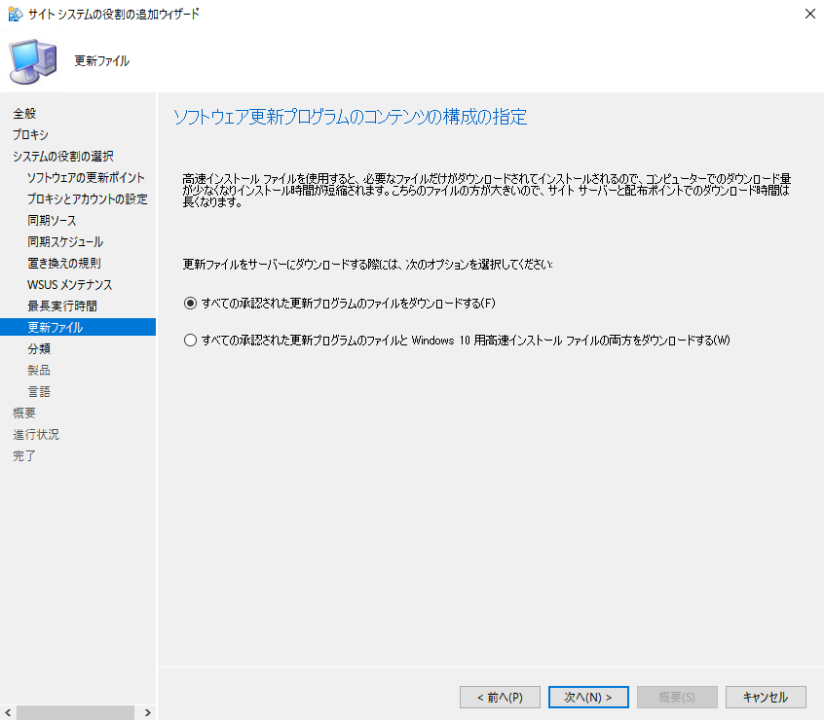 サイト システムの役割の追加ウィザード
更新ファイル
全般
プロキシ
システムの役割の選択
ソフトウェアの更新ポイント
プロキシとアカウントの設定
同期ソース
同期スケジュール
置き換えの規則
WSUS メンテナンス
最長実行時間
更新ファイル
分類
製品
言語
概要
進行状況
完了
ソフトウェア更新プログラムのコンテンツの構成の指定
高速インストール ファイルを使用すると、必要なファイルだけがダウンロードされてインストールされるので、コンピューターでのダウンロード量
が少なくなりインストール時間が短縮されます。こちらのファイルの方が大きいので、サイト サーバーと配布ポイントでのダウンロード時間は
長くなります。
更新ファイルをサーバーにダウンロードする際には、次のオプションを選択してください:
すべての承認された更新プログラムのファイルをダウンロードする(F)
すべての承認された更新プログラムのファイルと Windows 10 用高速インストール ファイルの両方をダウンロードする(W)
< 前へ(P)
次へ(N) >
概要(S)
キャンセル